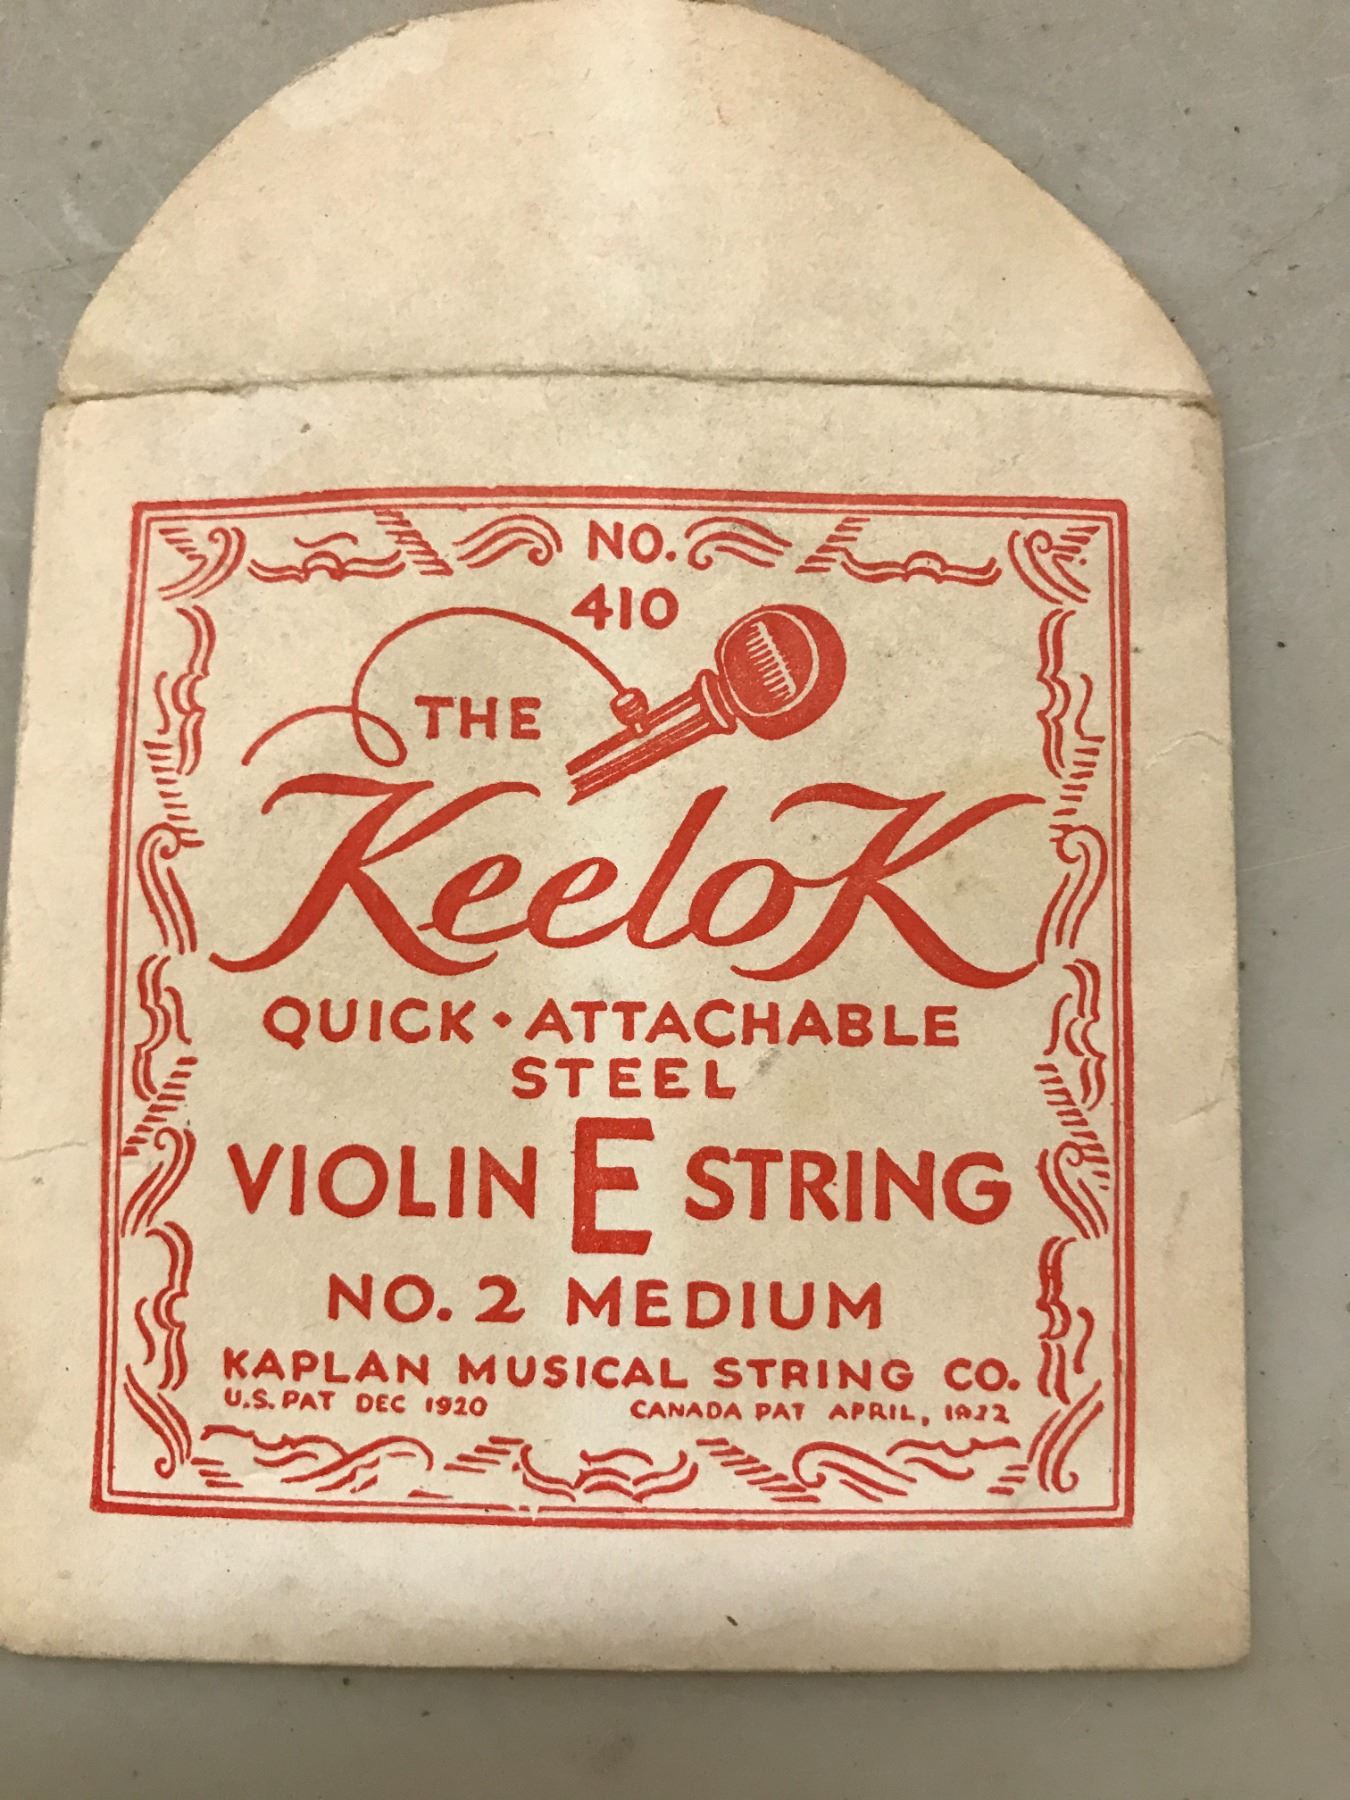 NO.
410
THE
KeeloK
QUICK·ATTACHABLE
STEEL
VIOLIN E STRING
NO. 2 MEDIUM
KAPLAN MUSICAL STRING CO.
U.S. PAT DEC 1920 CANADA PAT APRIL,